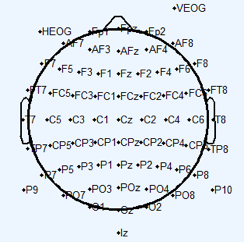 VEOG
HEOG Fp1 Fpz Fp2
AF7 AF3 AFz AF4 AF8
F7 F5 F3 F1 Fz F2 F4 F6 F8
FT7 FC5 FC3 FC1 FCz FC2 FC4 FC6 FT8
T7 C5 C3 C1 Cz C2 C4 C6 T8
TP7 CP5 CP3 CP1 CPz CP2 CP4 CP6 TP8
P7 P5 P3 P1 Pz P2 P4 P6 P8
P9 PO7 PO3 POz PO4 PO8 P10
O1 Oz O2
Iz